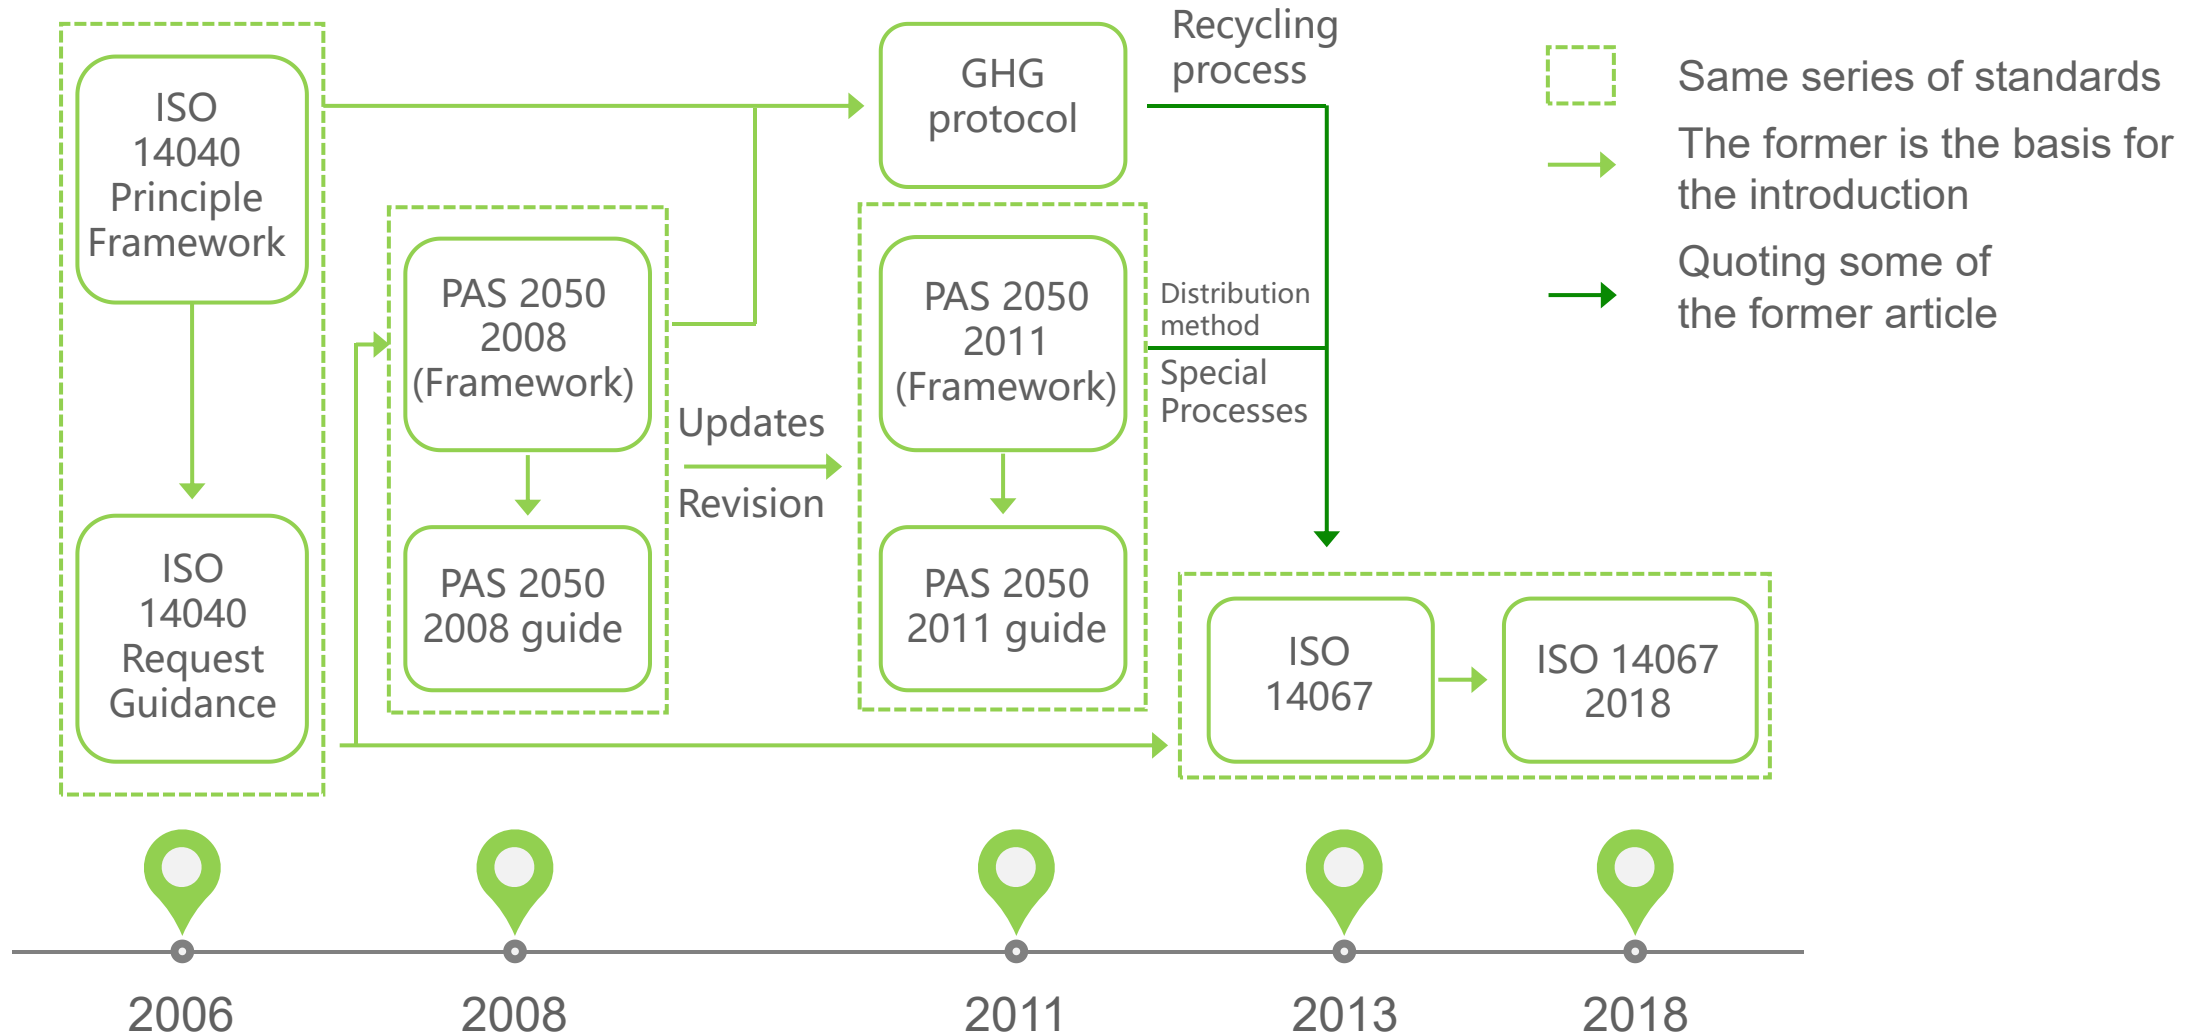 ISO
14040
Principle
Framework
ISO
14040
Request
Guidance
PAS 2050
2008
(Framework)
PAS 2050
2008 guide
Updates
Revision
GHG
protocol
PAS 2050
2011
(Framework)
PAS 2050
2011 guide
Recycling
process
Distribution
method
Special
Processes
ISO
14067
ISO 14067
2018
Same series of standards
The former is the basis for
the introduction
Quoting some of
the former article
2006
2008
2011
2013
2018